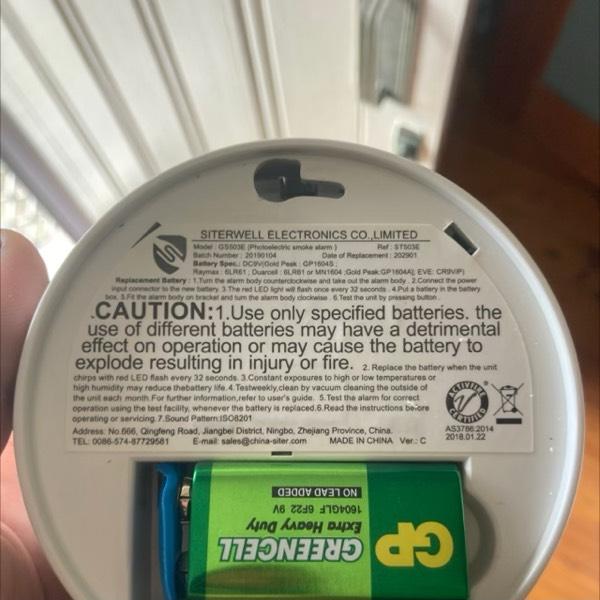 SITERWELL ELECTRONICS CO.,LIMITED
Model : GS503E (Photoelectric smoke alarm ) Ref : ST503E
Batch Number : 20190104 Date of Replacement : 202901
Battery Spec.: DC9V(Gold Peak : GP1604S ;
Raymax : 6LR61 ; Duarcell : 6LR61 or MN1604 ;Gold Peak:GP1604A); EVE: CR9V/P)
Replacement Battery : 1.Turn the alarm body counterclockwise and take out the alarm body . 2.Connect the power
input connector to the battery. 3.The red LED light will flash once every 32 seconds . 4.Put a battery in the battery
box. 5.Fit the alarm body on bracket and turn the alarm body clockwise . 6.Test the unit by pressing button .
.CAUTION:1.Use only specified batteries. the
use of different batteries may have a detrimental
effect on operation or may cause the battery to
explode resulting in injury or fire. 2. Replace the battery when the unit
chirps with red LED flash every 32 seconds. 3.Constant exposures to high or low temperatures or
high humidity may reduce thebattery life. 4.Testweekly,clean by vacuum cleaning the outside of
the unit each month.For further information,refer to user's guide. 5.Test the alarm for correct
operation using the test facility, whenever the battery is replaced.6.Read the instructions before
operating or servicing. 7.Sound Pattern:ISO8201
ACTIVFIRE
CERTIFIED
AS3786:2014
2018.01.22
Address: No.666, Qingfeng Road, Jiangbei District, Ningbo, Zhejiang Province, China.
TEL: 0086-574-87729581 E-mail: sales@china-siter.com MADE IN CHINA Ver.: C
GP
GREENCELL
Extra Heavy Duty
1604GLF 6F22 9V
NO LEAD ADDED